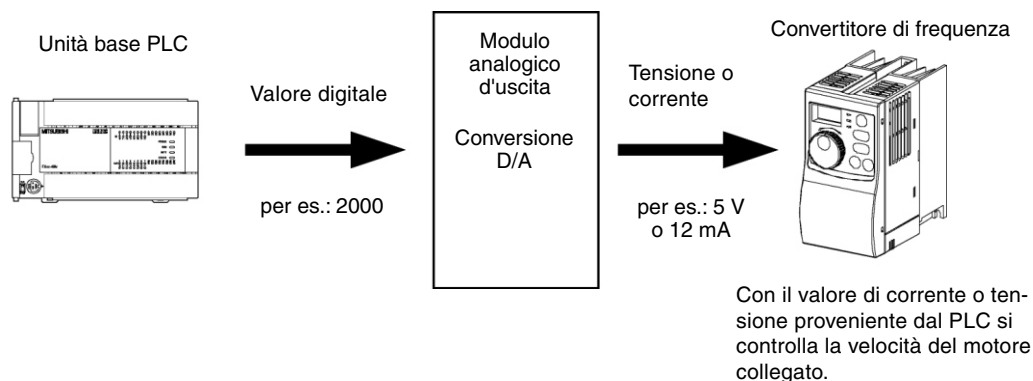 Unità base PLC
MITSUBISHI
Valore digitale
per es.: 2000
Modulo
analogico
d'uscita
Conversione
D/A
Tensione o
corrente
per es.: 5 V
o 12 mA
Convertitore di frequenza
Con il valore di corrente o ten-
sione proveniente dal PLC si
controlla la velocità del motore
collegato.